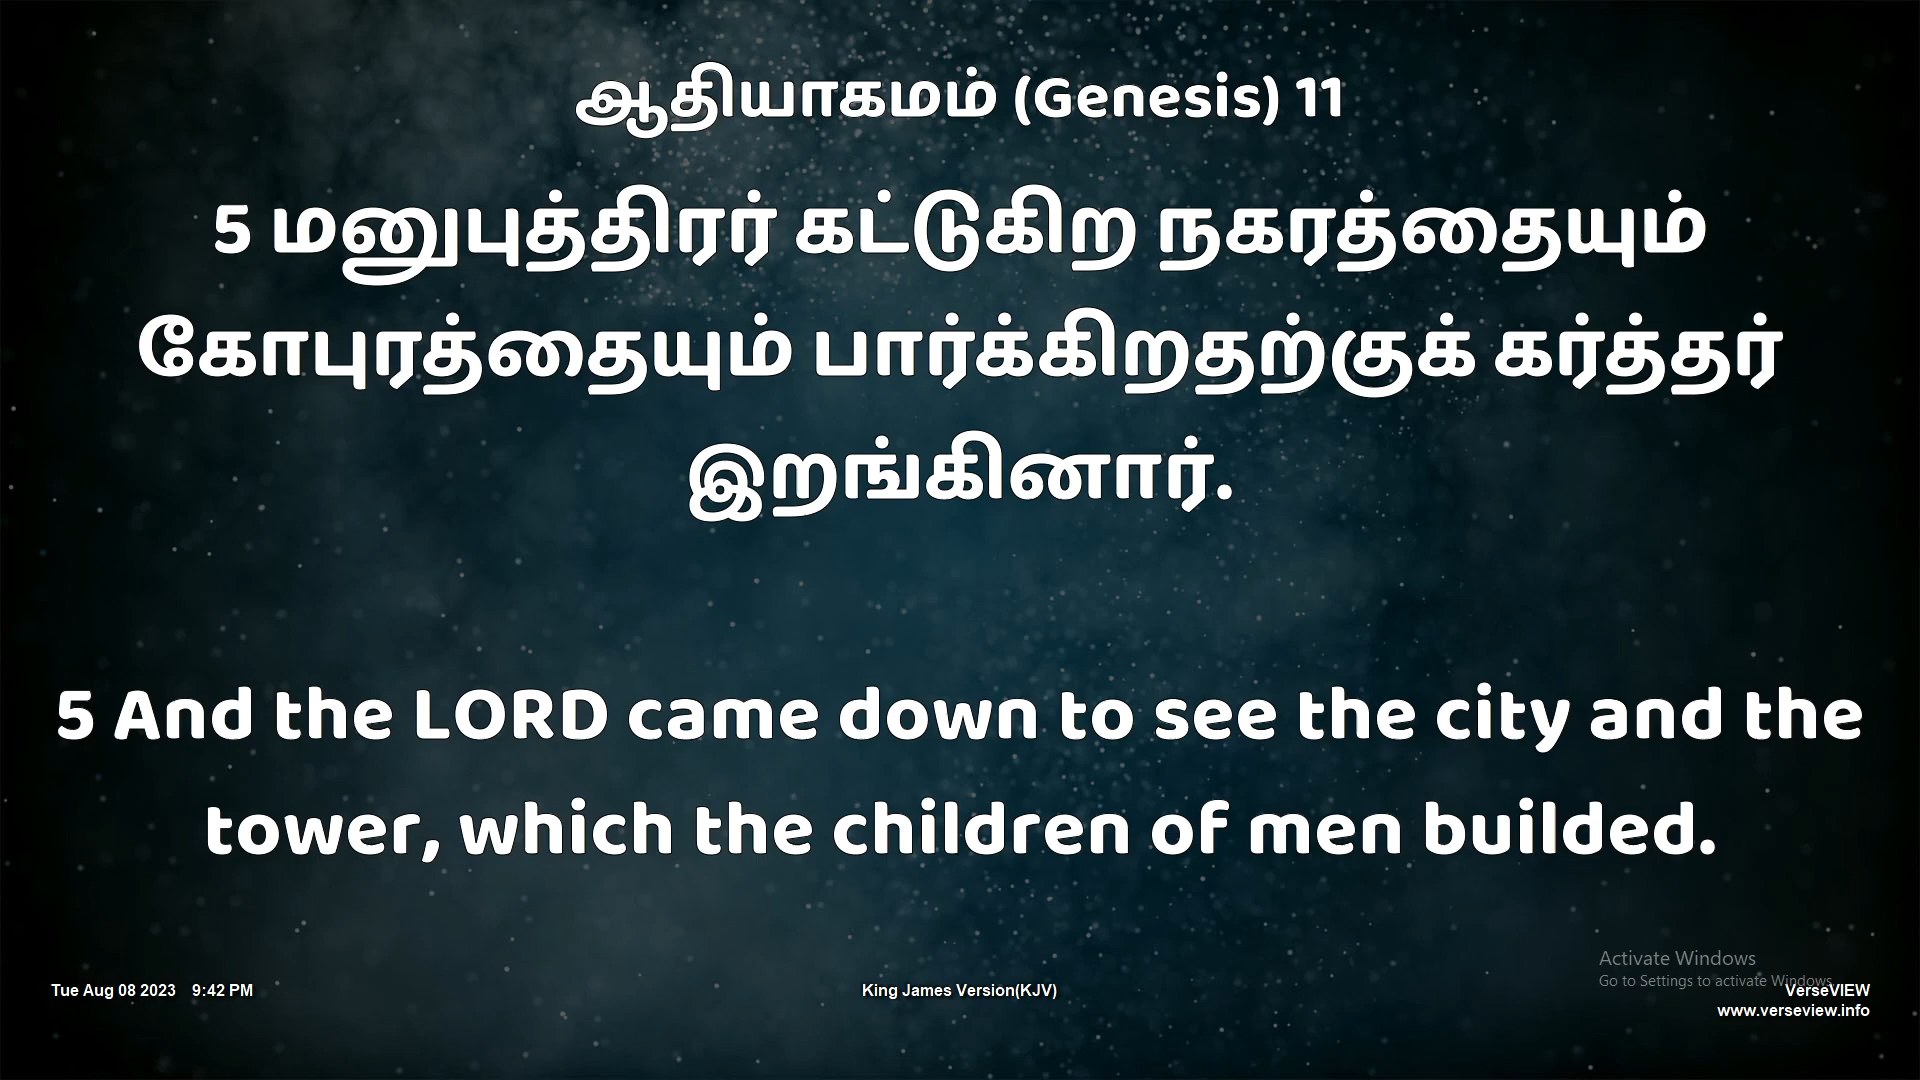 ஆதியாகமம் (Genesis) 11
5 மனுபுத்திரர் கட்டுகிற நகரத்தையும்
கோபுரத்தையும் பார்க்கிறதற்குக் கர்த்தர்
இறங்கினார்.
5 And the LORD came down to see the city and the
tower, which the children of men builded.
Activate Windows
Go to Settings to activate Windows.
Tue Aug 08 2023 9:42 PM
King James Version(KJV)
VerseVIEW
www.verseview.info